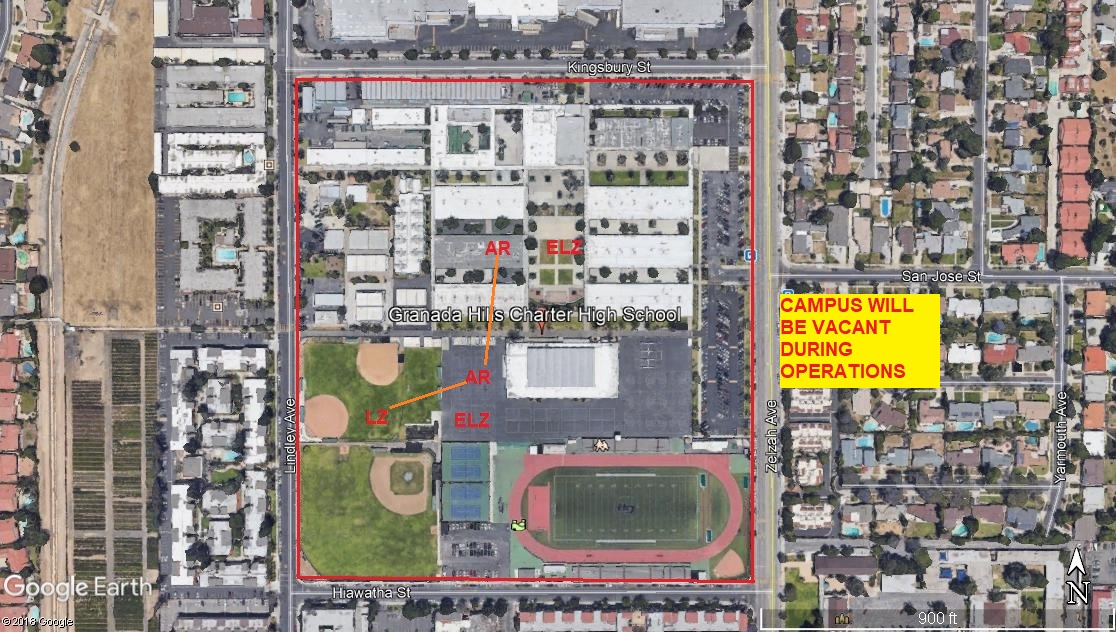 Kingsbury St
AR
ELZ
San Jose St
CAMPUS WILL
BE VACANT
DURING
OPERATIONS
Granada Hills Charter High School
AR
LZ
ELZ
Lindley Ave
Zelzah Ave
Yarmouth Ave
Google Earth
Hiawatha St
N
900 ft
©2018 Google